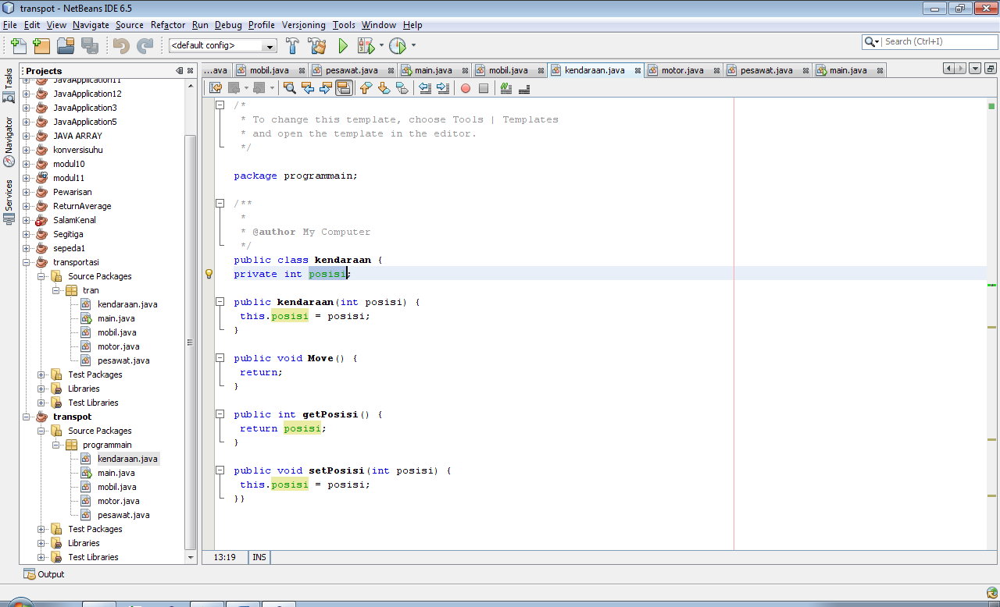 transpot - NetBeans IDE 6.5
File Edit View Navigate Source Refactor Run Debug Profile Versioning Tools Window Help
<default config>
Search (Ctrl+I)
Tasks
Navigator
Services
Projects
JavaApplication11
JavaApplication12
JavaApplication3
JavaApplication5
JAVA ARRAY
konversisuhu
modul10
modul11
Pewarisan
ReturnAverage
SalamKenal
Segitiga
sepeda1
transportasi
Source Packages
tran
kendaraan.java
main.java
mobil.java
motor.java
pesawat.java
Test Packages
Libraries
Test Libraries
transpot
Source Packages
programmain
kendaraan.java
main.java
mobil.java
motor.java
pesawat.java
Test Packages
Libraries
Test Libraries
...ava mobil.java pesawat.java main.java mobil.java kendaraan.java motor.java pesawat.java main.java
/*
 * To change this template, choose Tools | Templates
 * and open the template in the editor.
 */
package programmain;
/**
 *
 * @author My Computer
 */
public class kendaraan {
private int posisi;
public kendaraan(int posisi) {
 this.posisi = posisi;
}
public void Move() {
 return;
}
public int getPosisi() {
 return posisi;
}
public void setPosisi(int posisi) {
 this.posisi = posisi;
}}
13:19 INS
Output